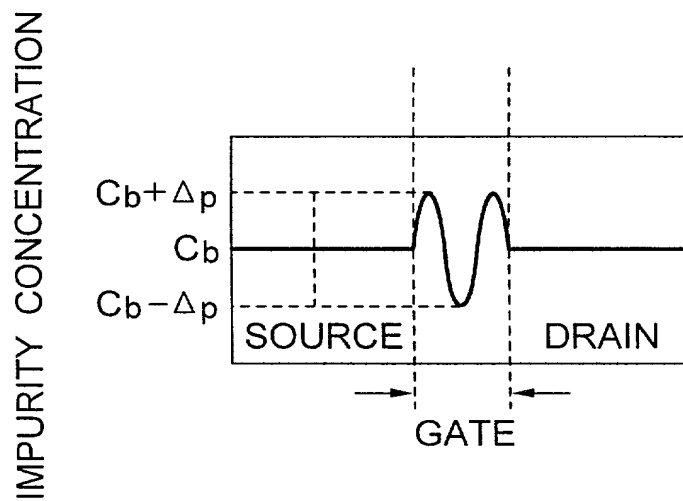 IMPURITY CONCENTRATION
Cb+Δp
Cb
Cb−Δp
SOURCE
DRAIN
GATE